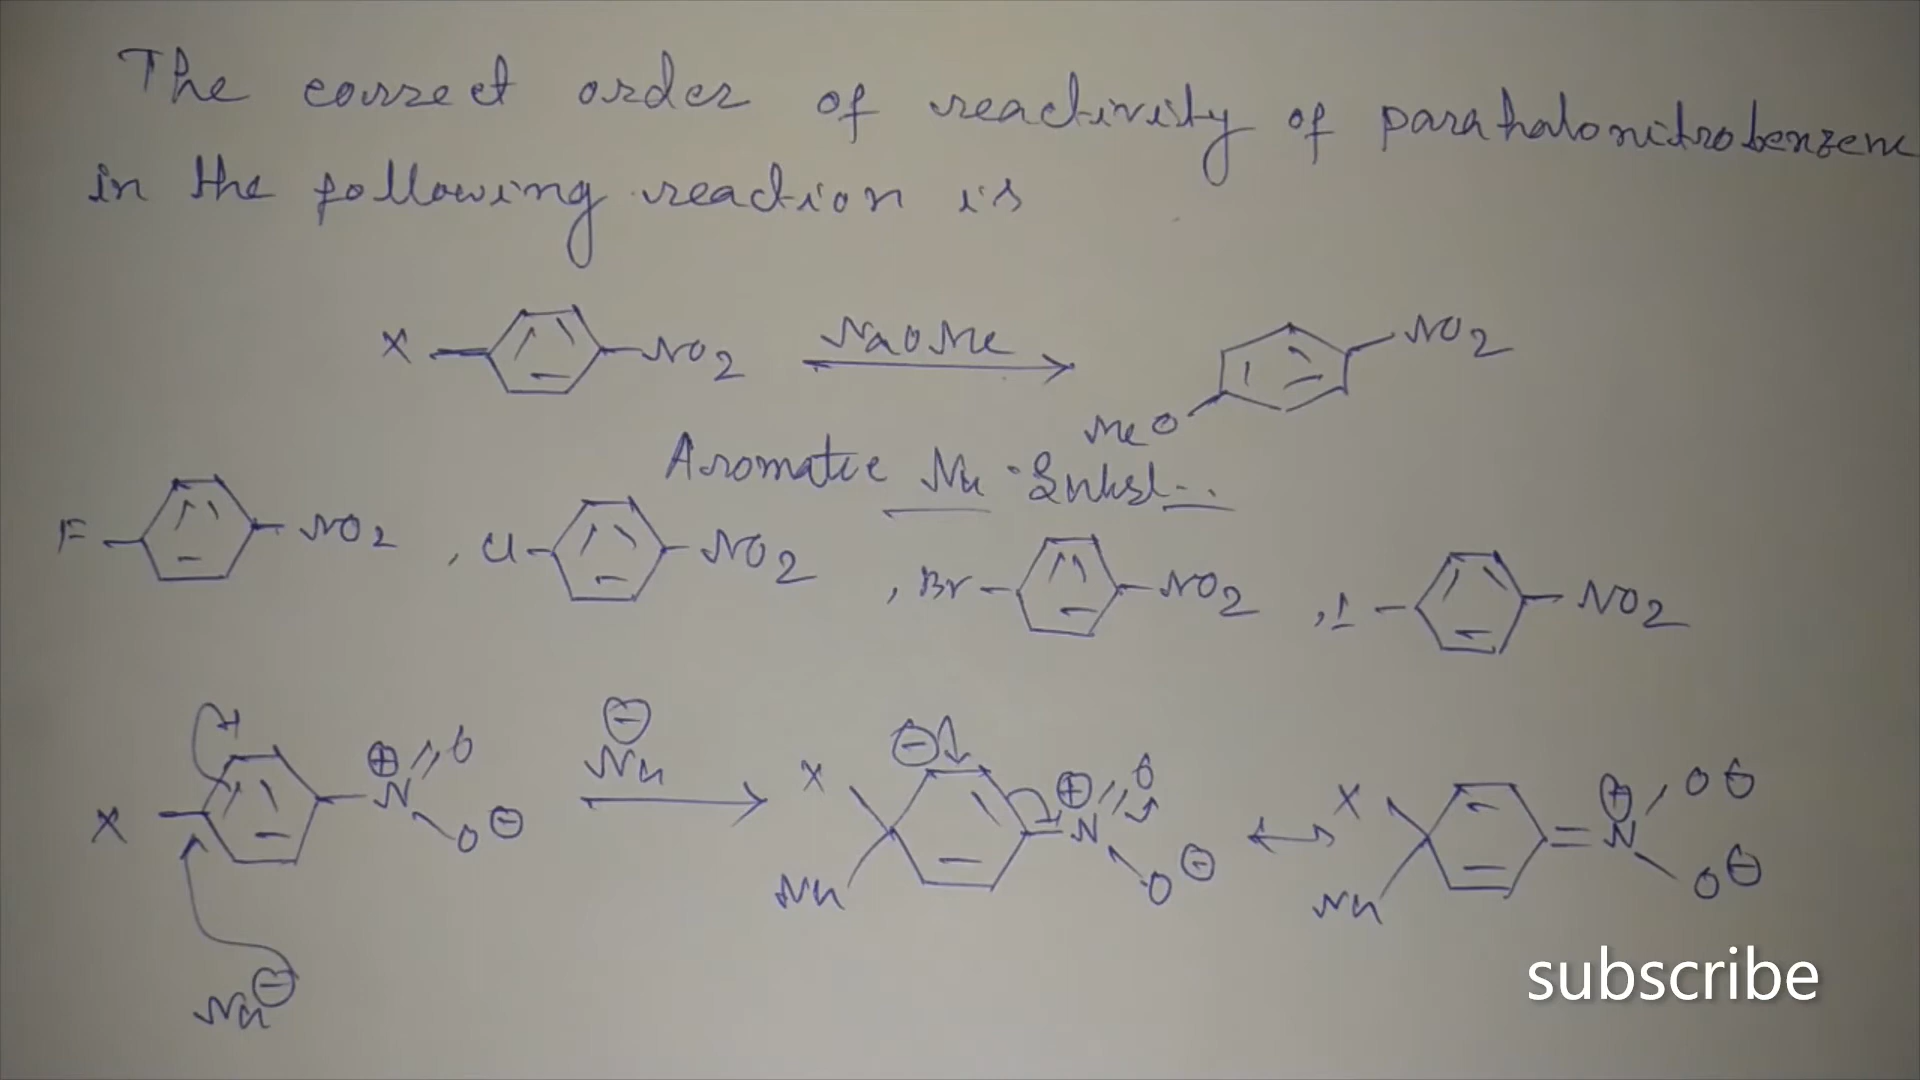 The correct order of reactivity of parahalonitrobenzene
in the following reaction is
X NO2 NaOMe NO2
MeO
Aromatic Nu Subst..
F NO2 , Cl NO2 , Br NO2 , I NO2
X ⊕ N O O ⊖ ⊖ Nu X Nu ⊖ ⊕ N O O ⊖ X Nu ⊕ N O ⊖ O ⊖
Nu ⊖
subscribe